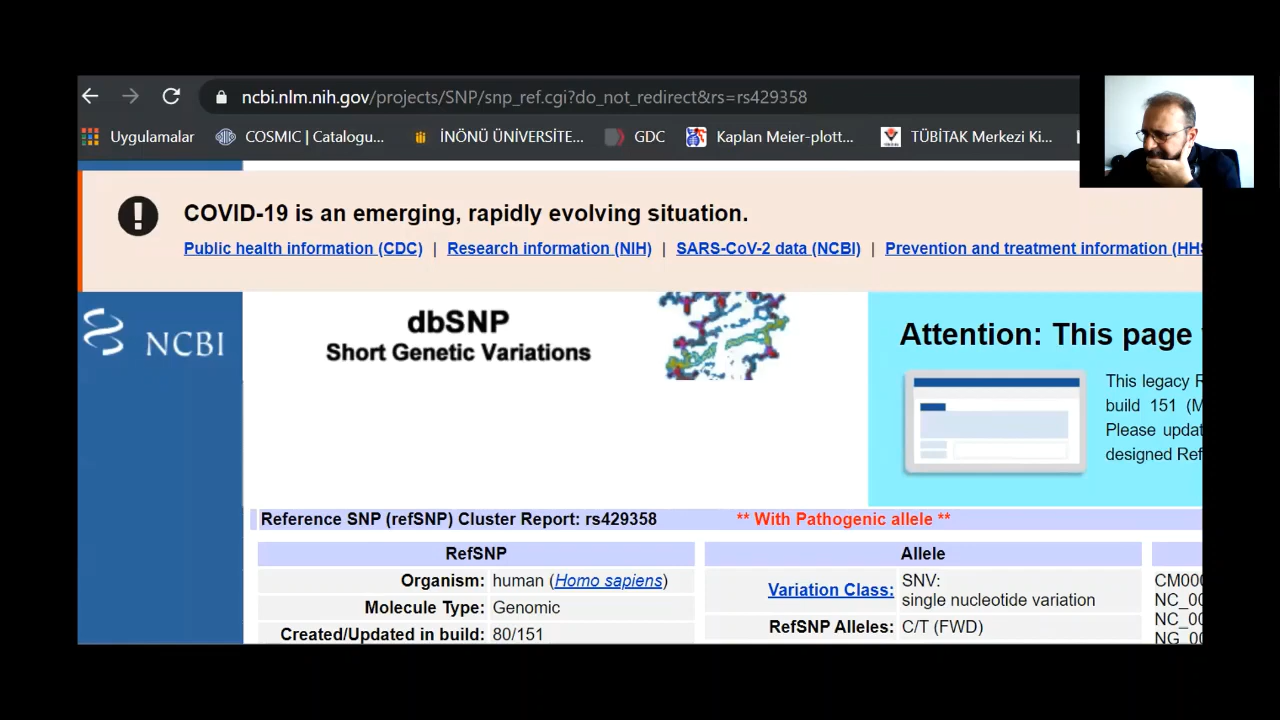 ncbi.nlm.nih.gov/projects/SNP/snp_ref.cgi?do_not_redirect&rs=rs429358
Uygulamalar COSMIC | Catalogu... İNÖNÜ ÜNİVERSİTE... GDC Kaplan Meier-plott... TÜBİTAK Merkezi Ki...
COVID-19 is an emerging, rapidly evolving situation.
Public health information (CDC) | Research information (NIH) | SARS-CoV-2 data (NCBI) | Prevention and treatment information (HHS
NCBI
dbSNP
Short Genetic Variations
Attention: This page
This legacy R
build 151 (M
Please updat
designed Ref
Reference SNP (refSNP) Cluster Report: rs429358 ** With Pathogenic allele **
RefSNP
Organism: human (Homo sapiens)
Molecule Type: Genomic
Created/Updated in build: 80/151
Allele
Variation Class: SNV:
single nucleotide variation
RefSNP Alleles: C/T (FWD)
CM000
NC_00
NC_00
NG_00